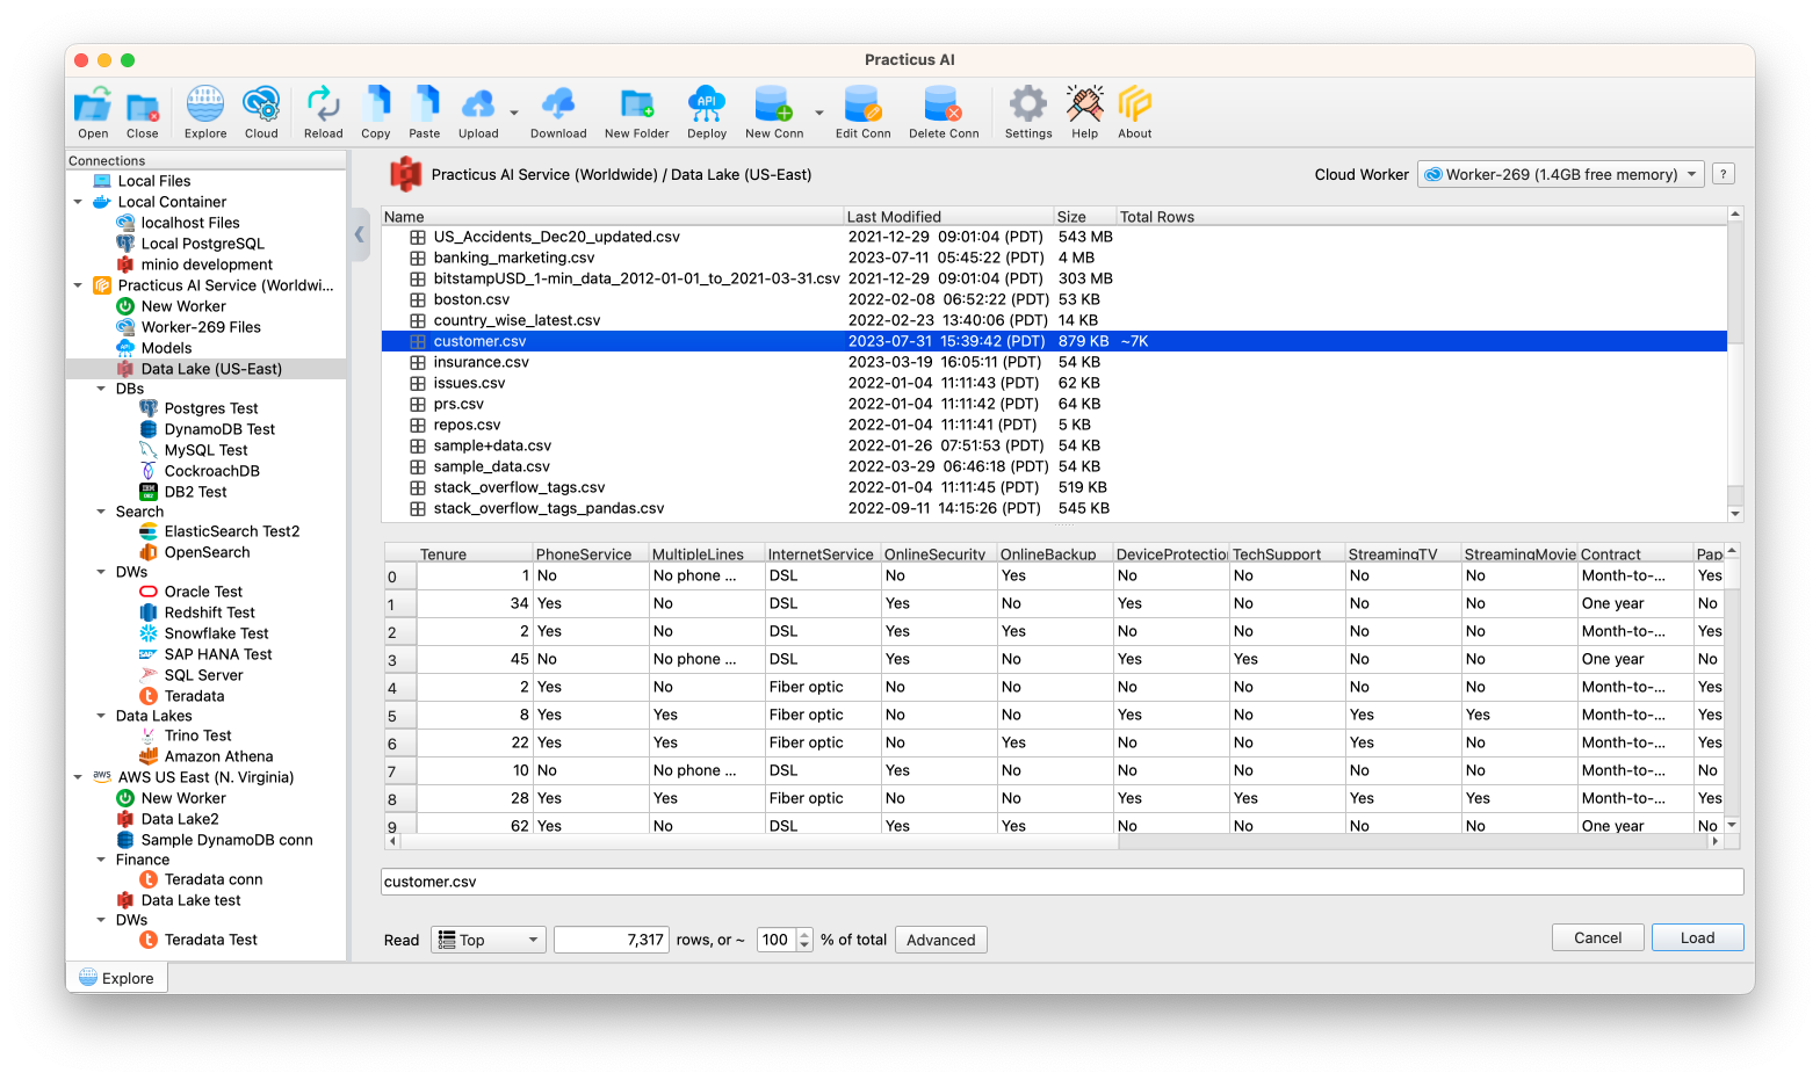 Practicus AI
Open Close Explore Cloud Reload Copy Paste Upload Download New Folder Deploy New Conn Edit Conn Delete Conn Settings Help About
Connections
Local Files
Local Container
localhost Files
Local PostgreSQL
minio development
Practicus AI Service (Worldwi...
New Worker
Worker-269 Files
Models
Data Lake (US-East)
DBs
Postgres Test
DynamoDB Test
MySQL Test
CockroachDB
DB2 Test
Search
ElasticSearch Test2
OpenSearch
DWs
Oracle Test
Redshift Test
Snowflake Test
SAP HANA Test
SQL Server
Teradata
Data Lakes
Trino Test
Amazon Athena
AWS US East (N. Virginia)
New Worker
Data Lake2
Sample DynamoDB conn
Finance
Teradata conn
Data Lake test
DWs
Teradata Test
Practicus AI Service (Worldwide) / Data Lake (US-East)
Cloud Worker Worker-269 (1.4GB free memory) ?
Name Last Modified Size Total Rows
US_Accidents_Dec20_updated.csv 2021-12-29 09:01:04 (PDT) 543 MB
banking_marketing.csv 2023-07-11 05:45:22 (PDT) 4 MB
bitstampUSD_1-min_data_2012-01-01_to_2021-03-31.csv 2021-12-29 09:01:04 (PDT) 303 MB
boston.csv 2022-02-08 06:52:22 (PDT) 53 KB
country_wise_latest.csv 2022-02-23 13:40:06 (PDT) 14 KB
customer.csv 2023-07-31 15:39:42 (PDT) 879 KB ~7K
insurance.csv 2023-03-19 16:05:11 (PDT) 54 KB
issues.csv 2022-01-04 11:11:43 (PDT) 62 KB
prs.csv 2022-01-04 11:11:42 (PDT) 64 KB
repos.csv 2022-01-04 11:11:41 (PDT) 5 KB
sample+data.csv 2022-01-26 07:51:53 (PDT) 54 KB
sample_data.csv 2022-03-29 06:46:18 (PDT) 54 KB
stack_overflow_tags.csv 2022-01-04 11:11:45 (PDT) 519 KB
stack_overflow_tags_pandas.csv 2022-09-11 14:15:26 (PDT) 545 KB
Tenure PhoneService MultipleLines InternetService OnlineSecurity OnlineBackup DeviceProtection TechSupport StreamingTV StreamingMovie Contract Pap
0 1 No No phone ... DSL No Yes No No No No Month-to-... Yes
1 34 Yes No DSL Yes No Yes No No No One year No
2 2 Yes No DSL Yes Yes No No No No Month-to-... Yes
3 45 No No phone ... DSL Yes No Yes Yes No No One year No
4 2 Yes No Fiber optic No No No No No No Month-to-... Yes
5 8 Yes Yes Fiber optic No No Yes No Yes Yes Month-to-... Yes
6 22 Yes Yes Fiber optic No Yes No No Yes No Month-to-... Yes
7 10 No No phone ... DSL Yes No No No No No Month-to-... No
8 28 Yes Yes Fiber optic No No Yes Yes Yes Yes Month-to-... Yes
9 62 Yes No DSL Yes Yes No No No No One year No
customer.csv
Read Top 7,317 rows, or ~ 100 % of total Advanced Cancel Load
Explore